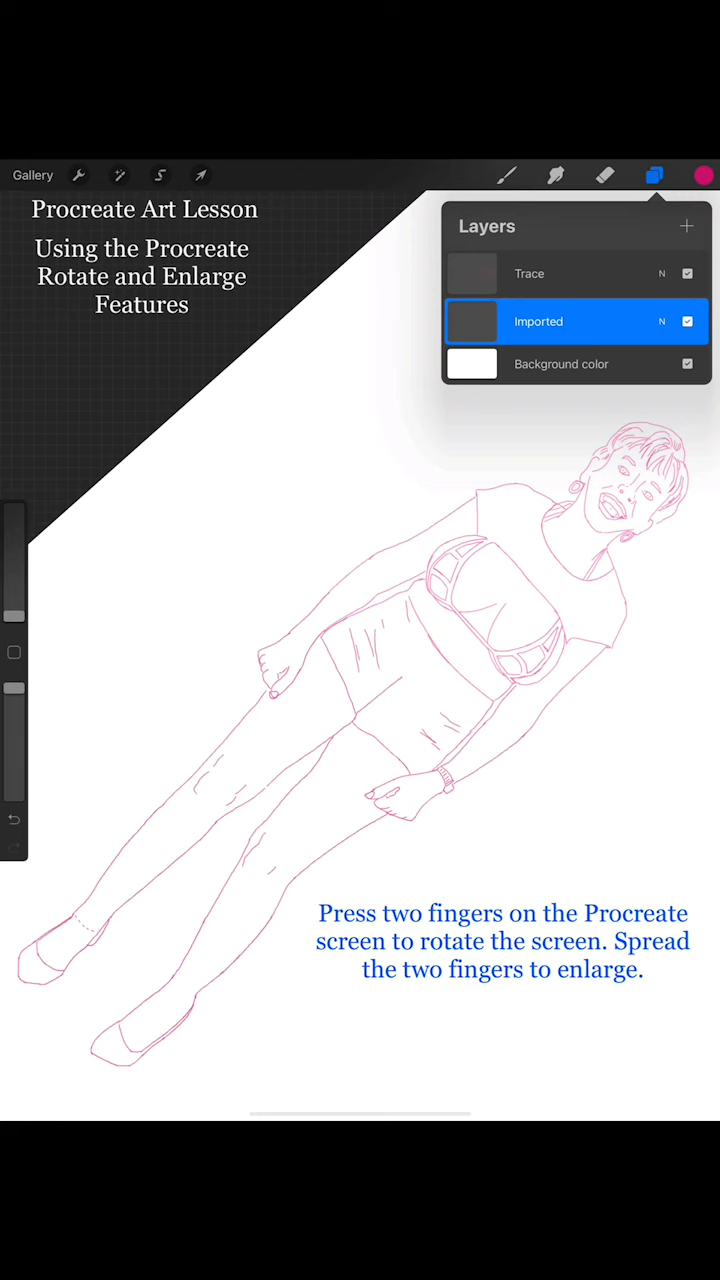 Gallery
Procreate Art Lesson
Using the Procreate
Rotate and Enlarge
Features
Layers
Trace N
Imported N
Background color
Press two fingers on the Procreate
screen to rotate the screen. Spread
the two fingers to enlarge.